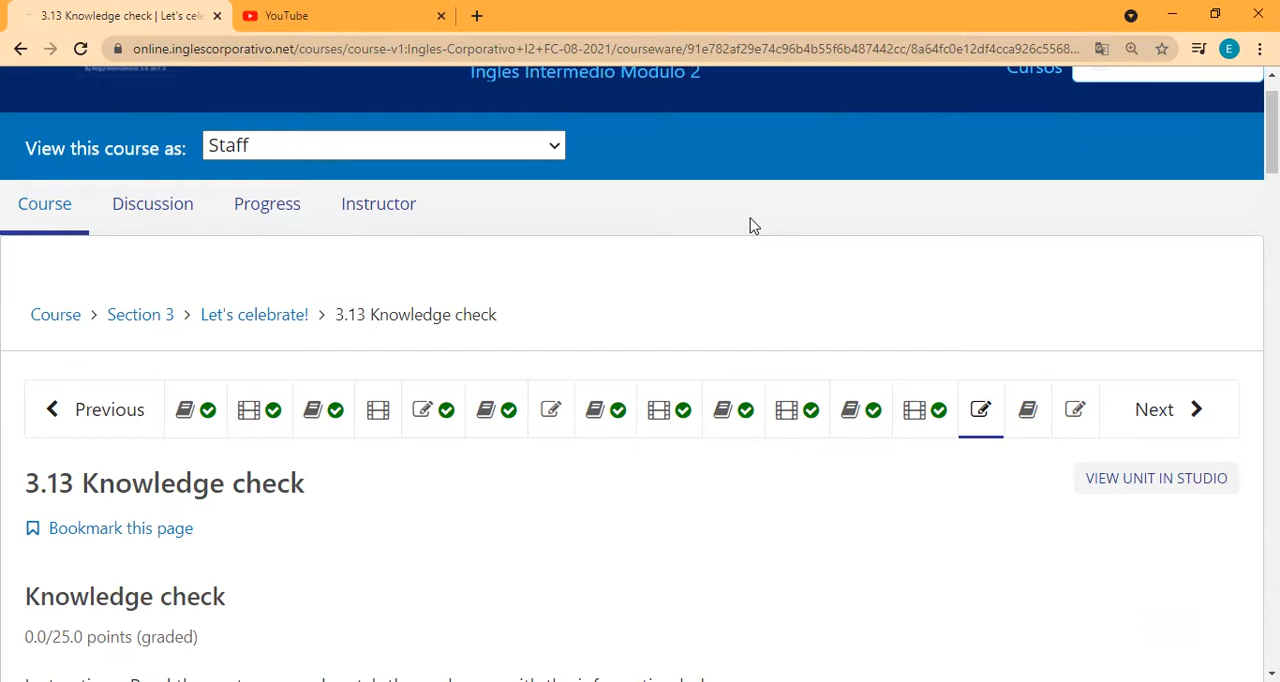 3.13 Knowledge check | Let's cele
YouTube
online.inglescorporativo.net/courses/course-v1:Ingles-Corporativo+I2+FC-08-2021/courseware/91e782af29e74c96b4b55f6b487442cc/8a64fc0e12df4cca926c5568...
E
Ingles Intermedio Modulo 2
Cursos
View this course as:
Staff
Course
Discussion
Progress
Instructor
Course > Section 3 > Let's celebrate! > 3.13 Knowledge check
Previous
Next
3.13 Knowledge check
VIEW UNIT IN STUDIO
Bookmark this page
Knowledge check
0.0/25.0 points (graded)